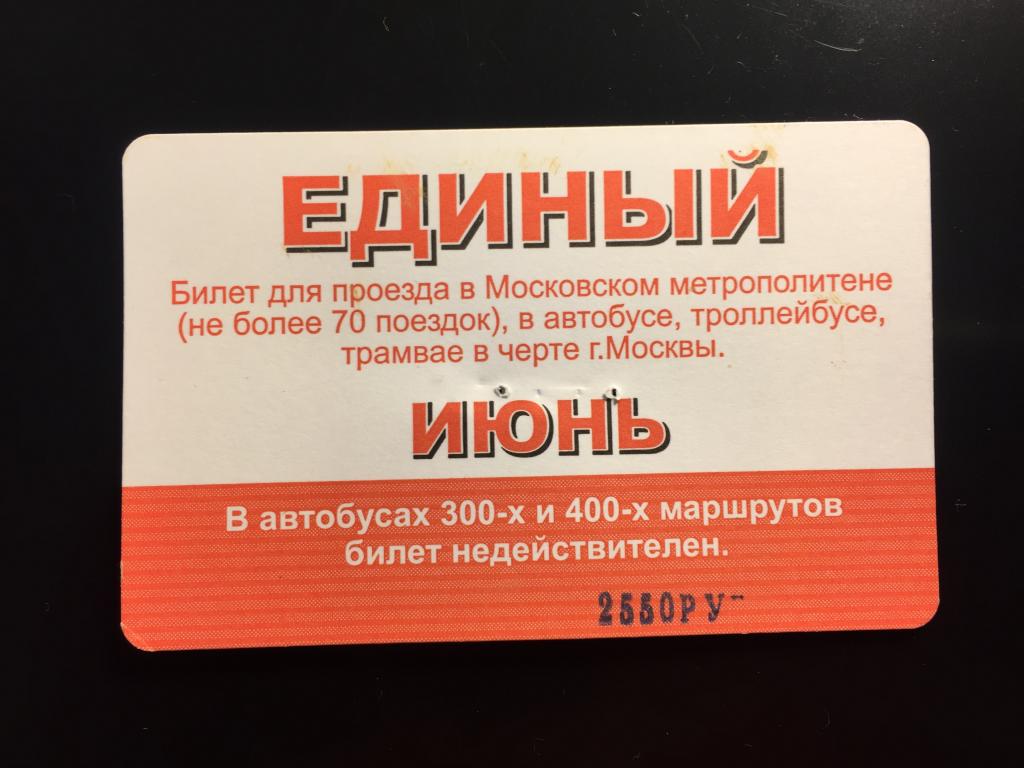 ЕДИНЫЙ
Билет для проезда в Московском метрополитене
(не более 70 поездок), в автобусе, троллейбусе,
трамвае в черте г.Москвы.
ИЮНЬ
В автобусах 300-х и 400-х маршрутов
билет недействителен.
2550РУ